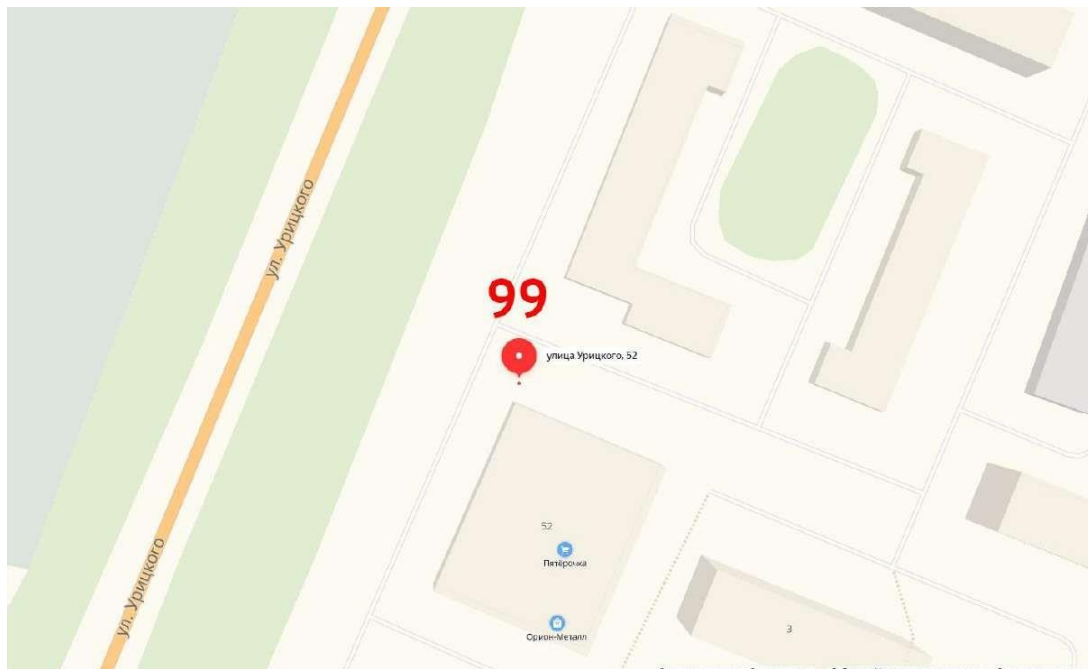 ул. Урицкого
99
улица Урицкого, 52
52
Пятёрочка
ул. Урицкого
Орион-Металл
3